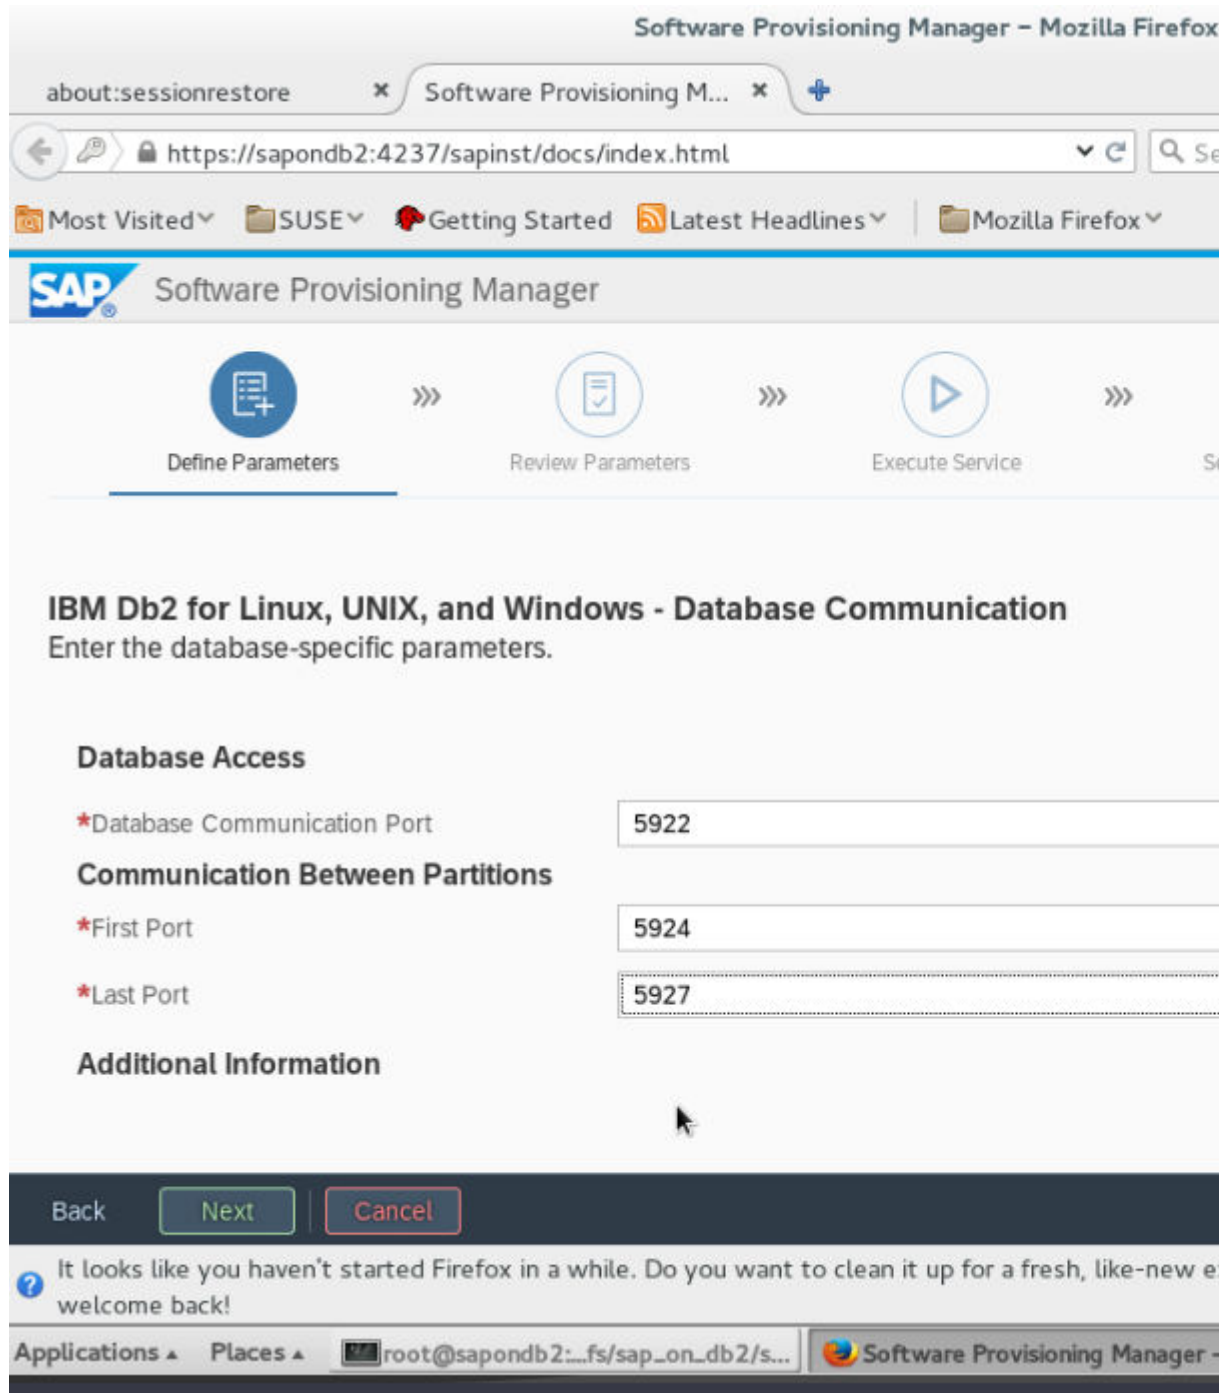 Software Provisioning Manager – Mozilla Firefox
about:sessionrestore
Software Provisioning M...
https://sapondb2:4237/sapinst/docs/index.html
Most Visited
SUSE
Getting Started
Latest Headlines
Mozilla Firefox
SAP
Software Provisioning Manager
Define Parameters
Review Parameters
Execute Service
IBM Db2 for Linux, UNIX, and Windows - Database Communication
Enter the database-specific parameters.
Database Access
*Database Communication Port
5922
Communication Between Partitions
*First Port
5924
*Last Port
5927
Additional Information
Back
Next
Cancel
It looks like you haven't started Firefox in a while. Do you want to clean it up for a fresh, like-new
welcome back!
Applications
Places
root@sapondb2:...fs/sap_on_db2/s...
Software Provisioning Manager -